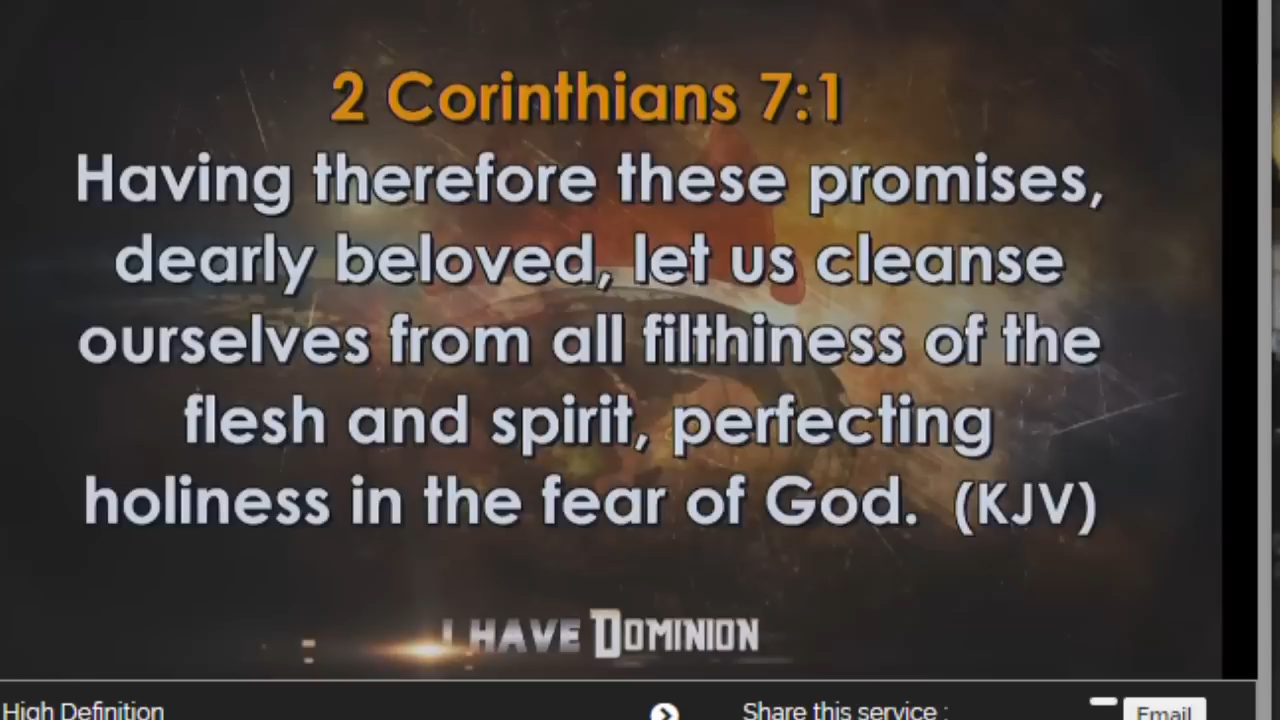 2 Corinthians 7:1
Having therefore these promises,
dearly beloved, let us cleanse
ourselves from all filthiness of the
flesh and spirit, perfecting
holiness in the fear of God. (KJV)
I HAVE DOMINION
High Definition
Share this service :
Email